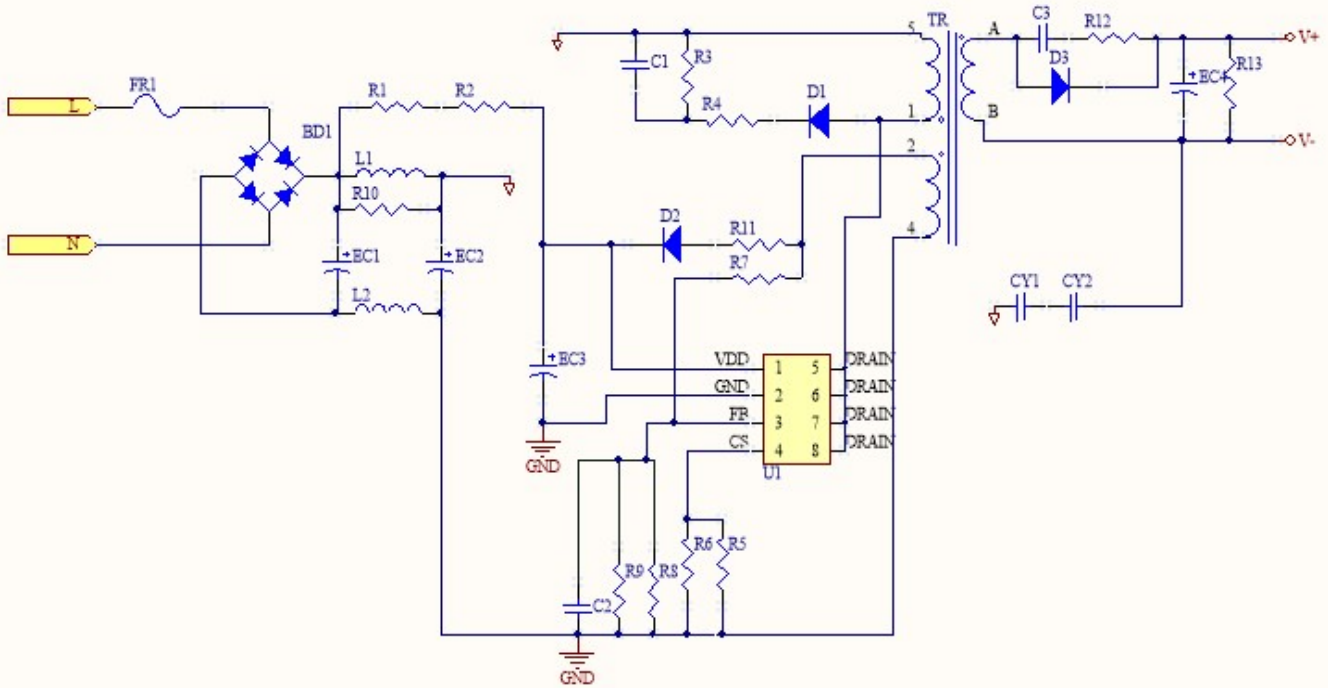 TR
5
A
C3
R12
V+
C1
R3
D3
EC4
R13
FR1
R1
R2
R4
D1
L
1
B
BD1
V-
2
L1
R10
D2
R11
N
4
EC1
EC2
R7
L2
CY1
CY2
EC3
VDD
1
5
DRAIN
GND
2
6
DRAIN
FB
3
7
DRAIN
CS
4
8
DRAIN
GND
U1
R6
R5
R9
R8
C2
GND